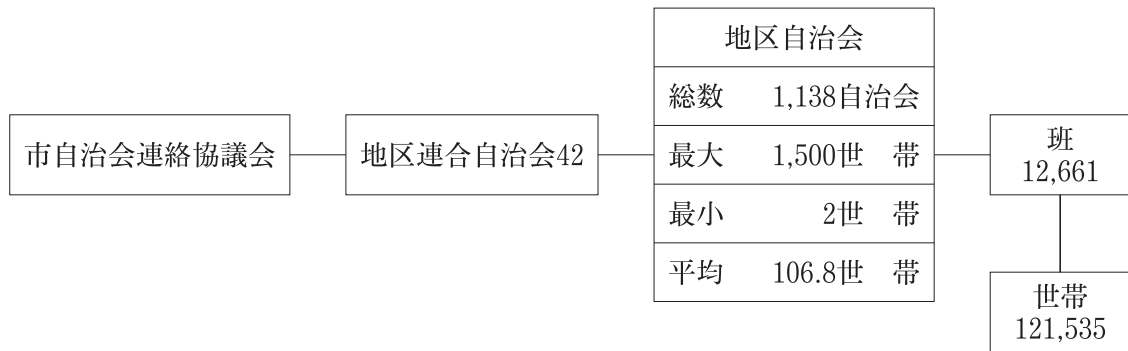 市自治会連絡協議会
地区連合自治会42
地区自治会
総数 1,138自治会
最大 1,500世 帯
最小 2世 帯
平均 106.8世 帯
班
12,661
世帯
121,535